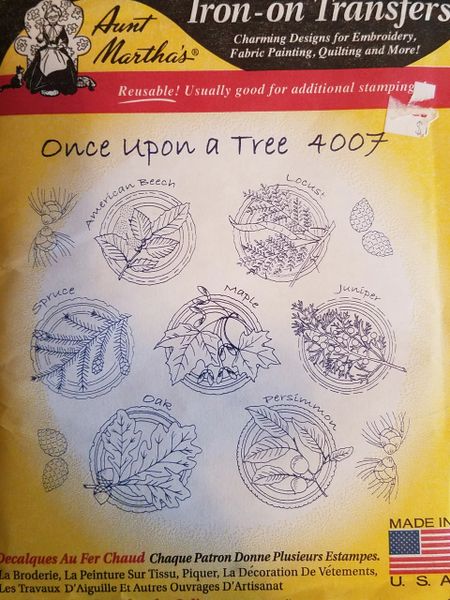 Aunt Martha's®
Iron-on Transfers
Charming Designs for Embroidery,
Fabric Painting, Quilting and More!
Reusable! Usually good for additional stamping
Once Upon a Tree 4007
American Beech
Locust
Spruce
Maple
Juniper
Oak
Persimmon
MADE IN
U.S.A
Decalques Au Fer Chaud Chaque Patron Donne Plusieurs Estampes.
La Broderie, La Peinture Sur Tissu, Piquer, La Décoration De Vétements,
Les Travaux D'Aiguille Et Autres Ouvrages D'Artisanat